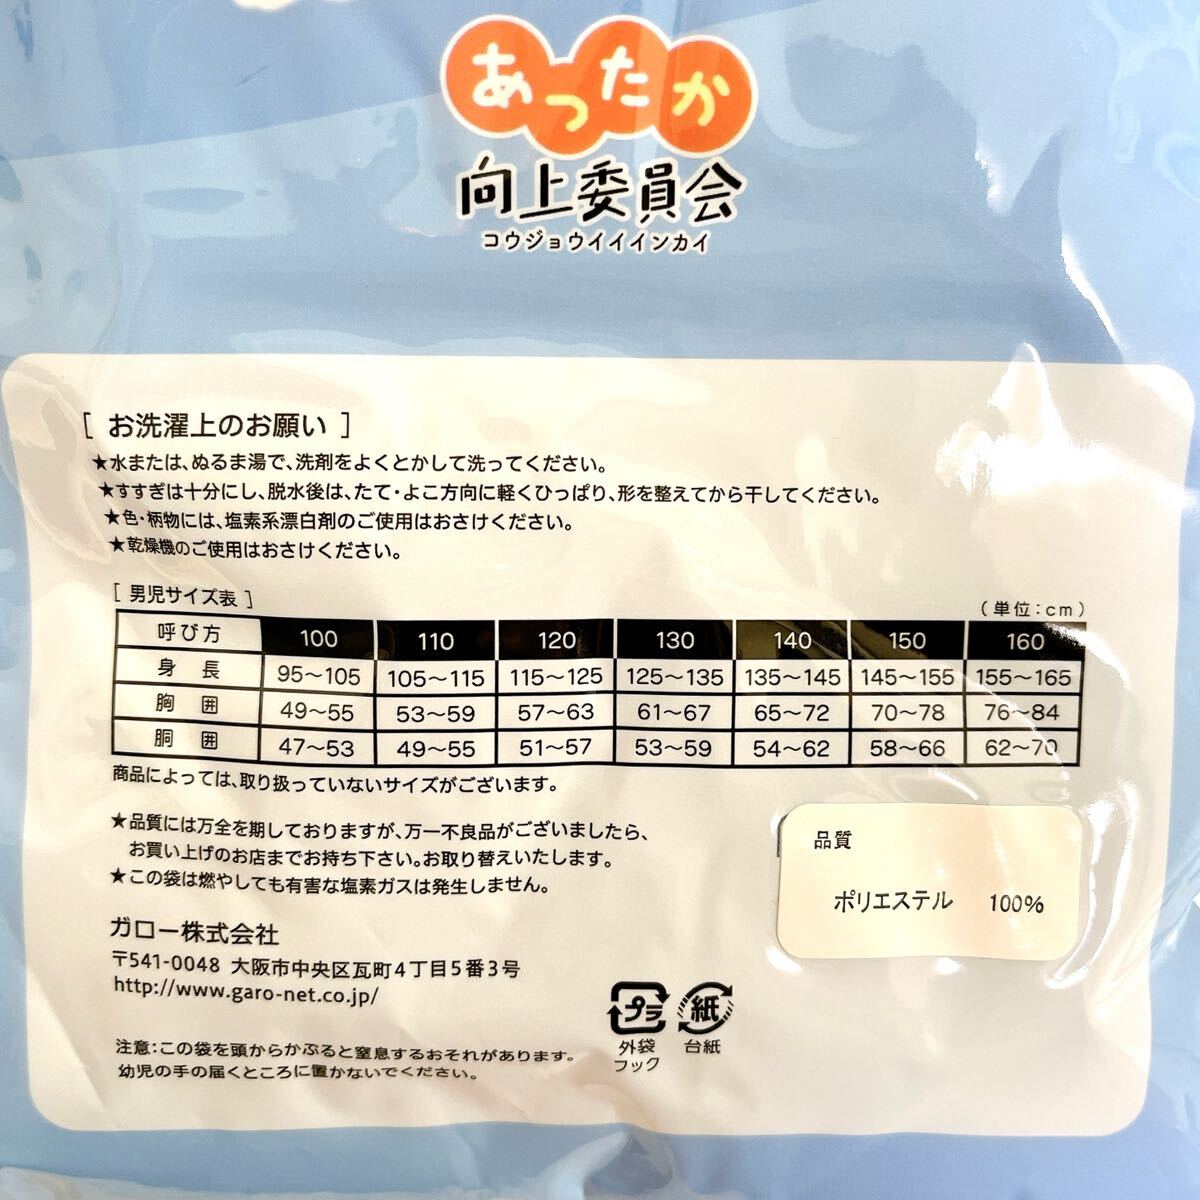 あったか
向上委員会
コウジョウイインカイ
［ お洗濯上のお願い ］
★水または、ぬるま湯で、洗剤をよくとかして洗ってください。
★すすぎは十分にし、脱水後は、たて・よこ方向に軽くひっぱり、形を整えてから干してください。
★色・柄物には、塩素系漂白剤のご使用はおさけください。
★乾燥機のご使用はおさけください。
［ 男児サイズ表 ］
（単位：cm）
呼び方 100 110 120 130 140 150 160
身 長 95〜105 105〜115 115〜125 125〜135 135〜145 145〜155 155〜165
胸 囲 49〜55 53〜59 57〜63 61〜67 65〜72 70〜78 76〜84
胴 囲 47〜53 49〜55 51〜57 53〜59 54〜62 58〜66 62〜70
商品によっては、取り扱っていないサイズがございます。
★品質には万全を期しておりますが、万一不良品がございましたら、
お買い上げのお店までお持ち下さい。お取り替えいたします。
★この袋は燃やしても有害な塩素ガスは発生しません。
品質
ポリエステル 100%
ガロー株式会社
〒541-0048 大阪市中央区瓦町4丁目5番3号
http://www.garo-net.co.jp/
プラ 紙
外袋 台紙
フック
注意：この袋を頭からかぶると窒息するおそれがあります。
幼児の手の届くところに置かないでください。